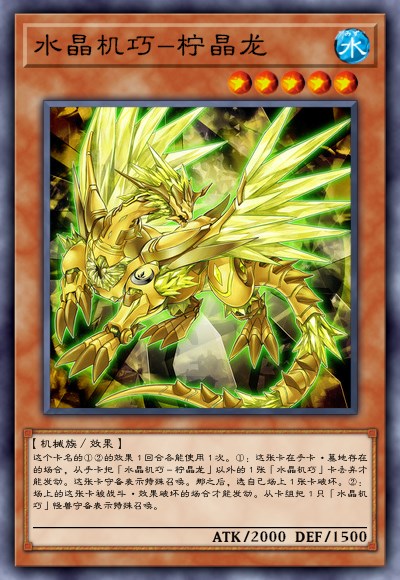 水晶机巧-柠晶龙
水
【机械族/效果】
这个卡名的①②的效果1回合各能使用1次。①：这张卡在手卡·墓地存在
的场合，从手卡把「水晶机巧-柠晶龙」以外的1张「水晶机巧」卡丢弃才
能发动。这张卡守备表示特殊召唤。那之后，选自己场上1张卡破坏。②：
场上的这张卡被战斗·效果破坏的场合才能发动。从卡组把1只「水晶机
巧」怪兽守备表示特殊召唤。
ATK/2000 DEF/1500